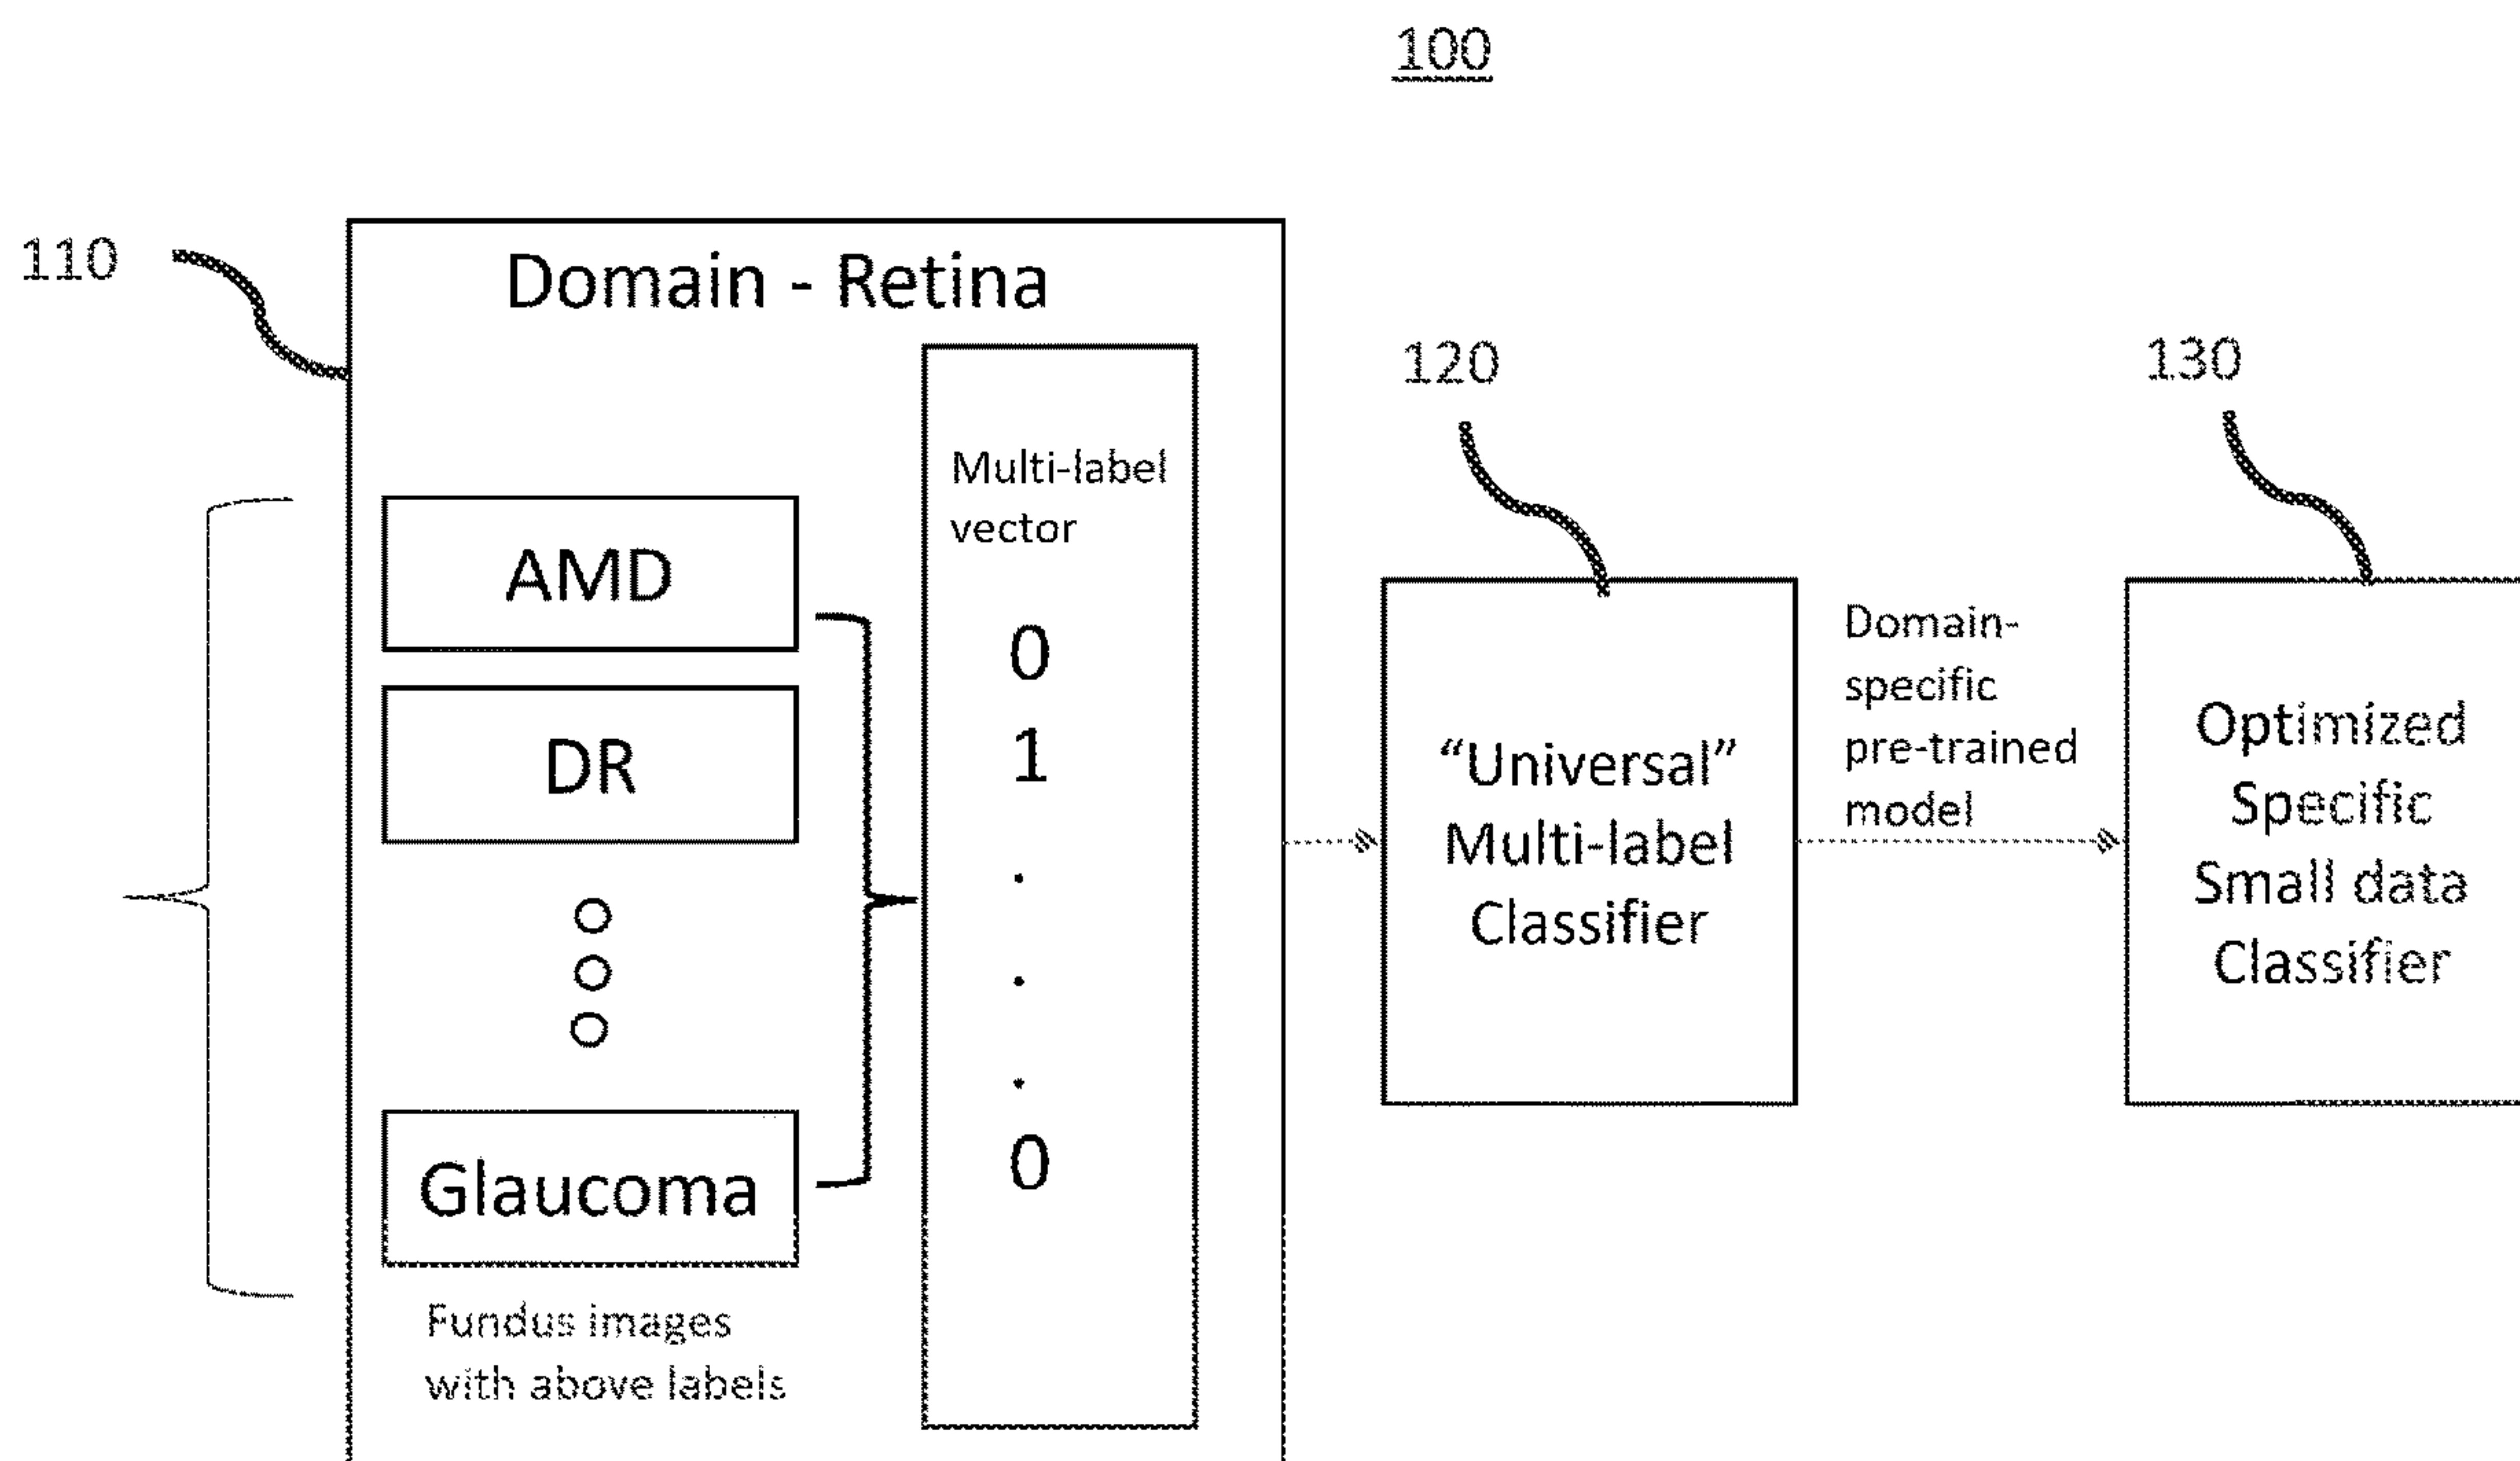 100
110
Domain - Retina
AMD
DR
Glaucoma
Fundus images
with above labels
Multi-label
vector
0
1
.
.
.
0
120
“Universal”
Multi-label
Classifier
Domain-
specific
pre-trained
model
130
Optimized
Specific
Small data
Classifier